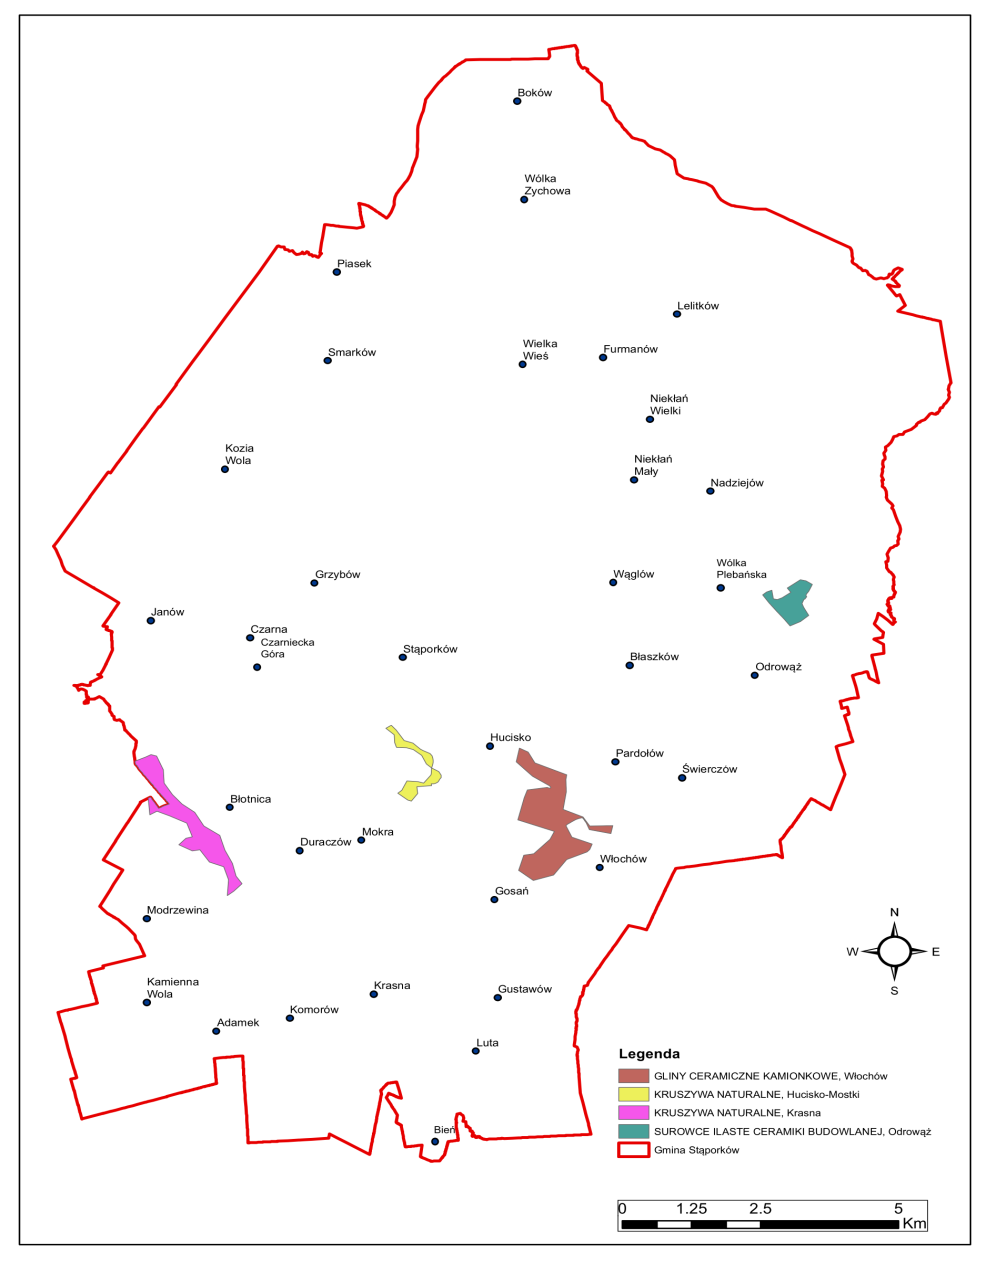 Boków
Wólka
Zychowa
Piasek
Lelitków
Smarków
Wielka
Wieś
Furmanów
Niekłań
Wielki
Kozia
Wola
Niekłań
Mały
Nadziejów
Grzybów
Wąglów
Wólka
Plebańska
Janów
Czarna
Czarniecka
Góra
Stąporków
Błaszków
Odrowąż
Hucisko
Pardołów
Świerczów
Błotnica
Mokra
Duraczów
Włochów
Gosań
Modrzewina
N
W
E
S
Kamienna
Wola
Krasna
Gustawów
Komorów
Adamek
Luta
Bień
Legenda
GLINY CERAMICZNE KAMIONKOWE, Włochów
KRUSZYWA NATURALNE, Hucisko-Mostki
KRUSZYWA NATURALNE, Krasna
SUROWCE ILASTE CERAMIKI BUDOWLANEJ, Odrowąż
Gmina Stąporków
0 1.25 2.5 5
Km